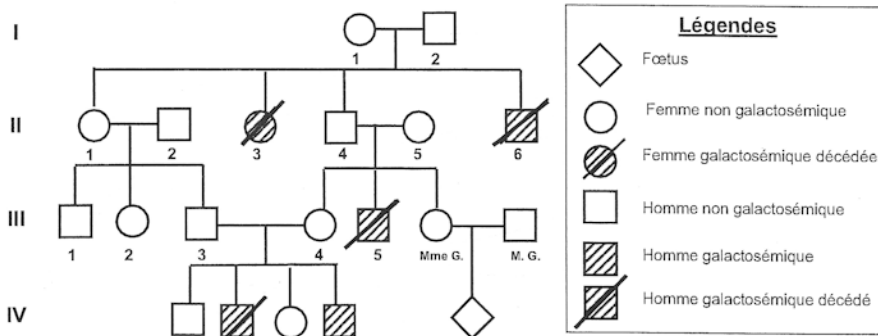 I
1 2
II
1 2 3 4 5 6
III
1 2 3 4 5 Mme G. M. G.
IV
Légendes
Fœtus
Femme non galactosémique
Femme galactosémique décédée
Homme non galactosémique
Homme galactosémique
Homme galactosémique décédé